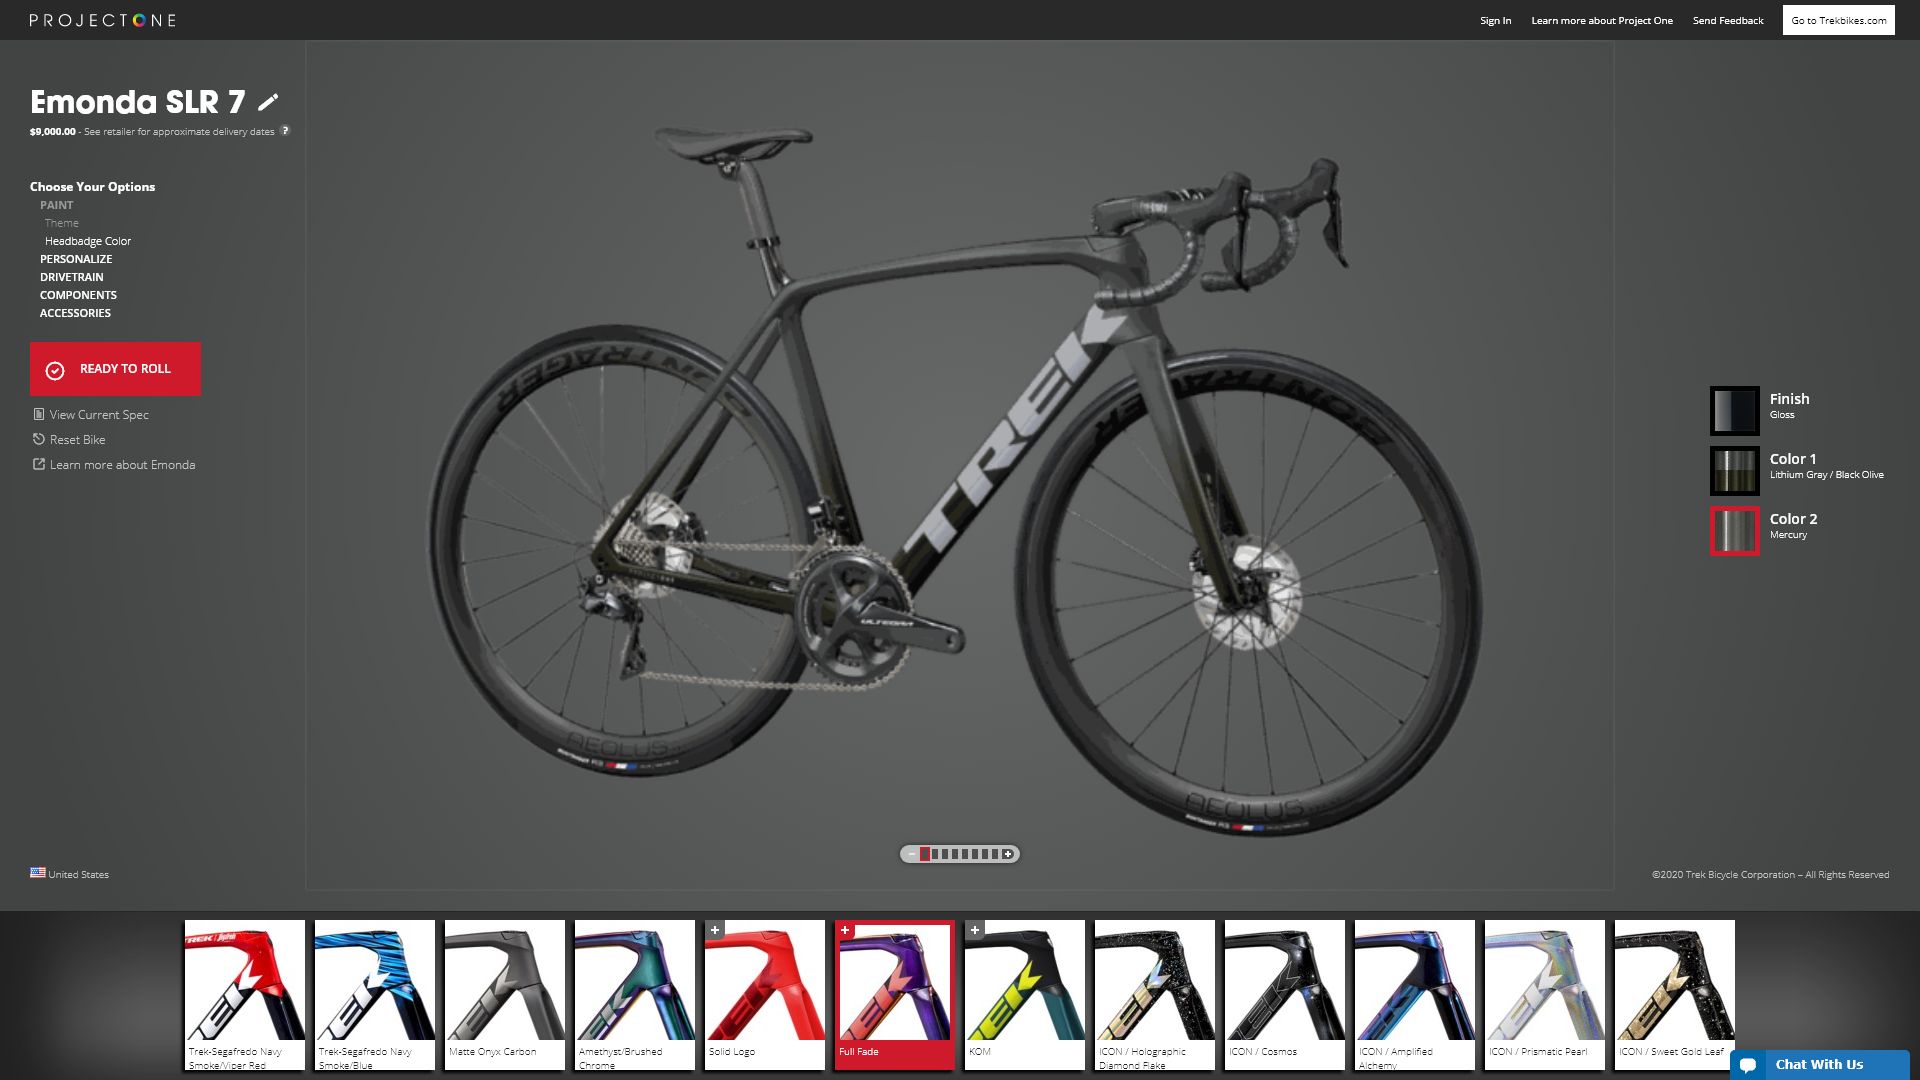 PROJECTONE
Sign In
Learn more about Project One
Send Feedback
Go to Trekbikes.com
Emonda SLR 7
$9,000.00 - See retailer for approximate delivery dates ?
Choose Your Options
PAINT
Theme
Headbadge Color
PERSONALIZE
DRIVETRAIN
COMPONENTS
ACCESSORIES
READY TO ROLL
View Current Spec
Reset Bike
Learn more about Emonda
BONTRAGER
TREK
BONTRAGER
ULTEGRA
AEOLUS
AEOLUS
Finish
Gloss
Color 1
Lithium Gray / Black Olive
Color 2
Mercury
United States
©2020 Trek Bicycle Corporation – All Rights Reserved
Trek-Segafredo Navy
Smoke/Viper Red
Trek-Segafredo Navy
Smoke/Blue
Matte Onyx Carbon
Amethyst/Brushed
Chrome
Solid Logo
Full Fade
KOM
ICON / Holographic
Diamond Flake
ICON / Cosmos
ICON / Amplified
Alchemy
ICON / Prismatic Pearl
ICON / Sweet Gold Leaf
Chat With Us